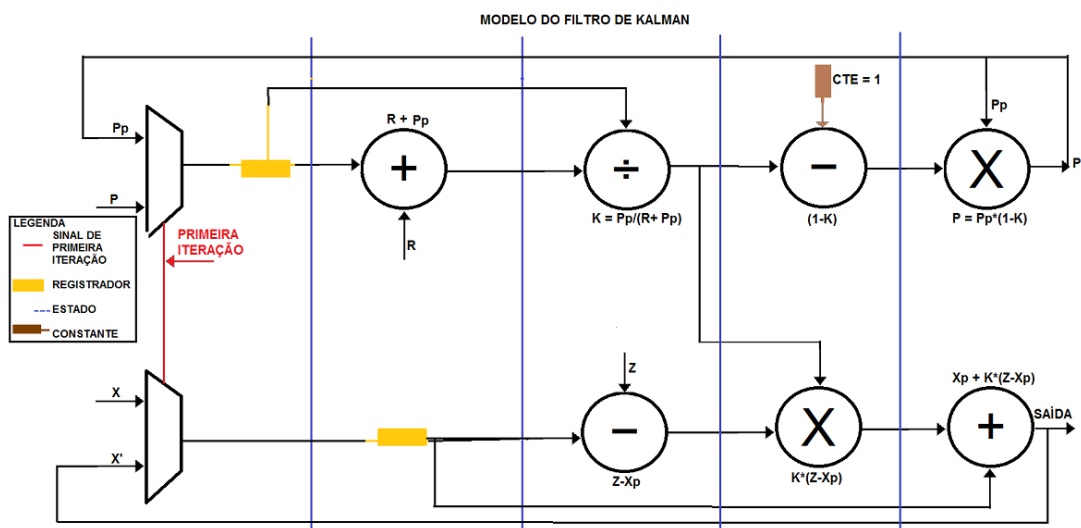 MODELO DO FILTRO DE KALMAN
CTE = 1
Pp
R + Pp
Pp
+
÷
−
X
P
P
K = Pp/(R+ Pp)
(1-K)
P = Pp*(1-K)
R
LEGENDA
SINAL DE
PRIMEIRA
ITERAÇÃO
REGISTRADOR
ESTADO
CONSTANTE
PRIMEIRA
ITERAÇÃO
Z
Xp + K*(Z-Xp)
X
SAÍDA
−
X
+
X'
Z-Xp
K*(Z-Xp)